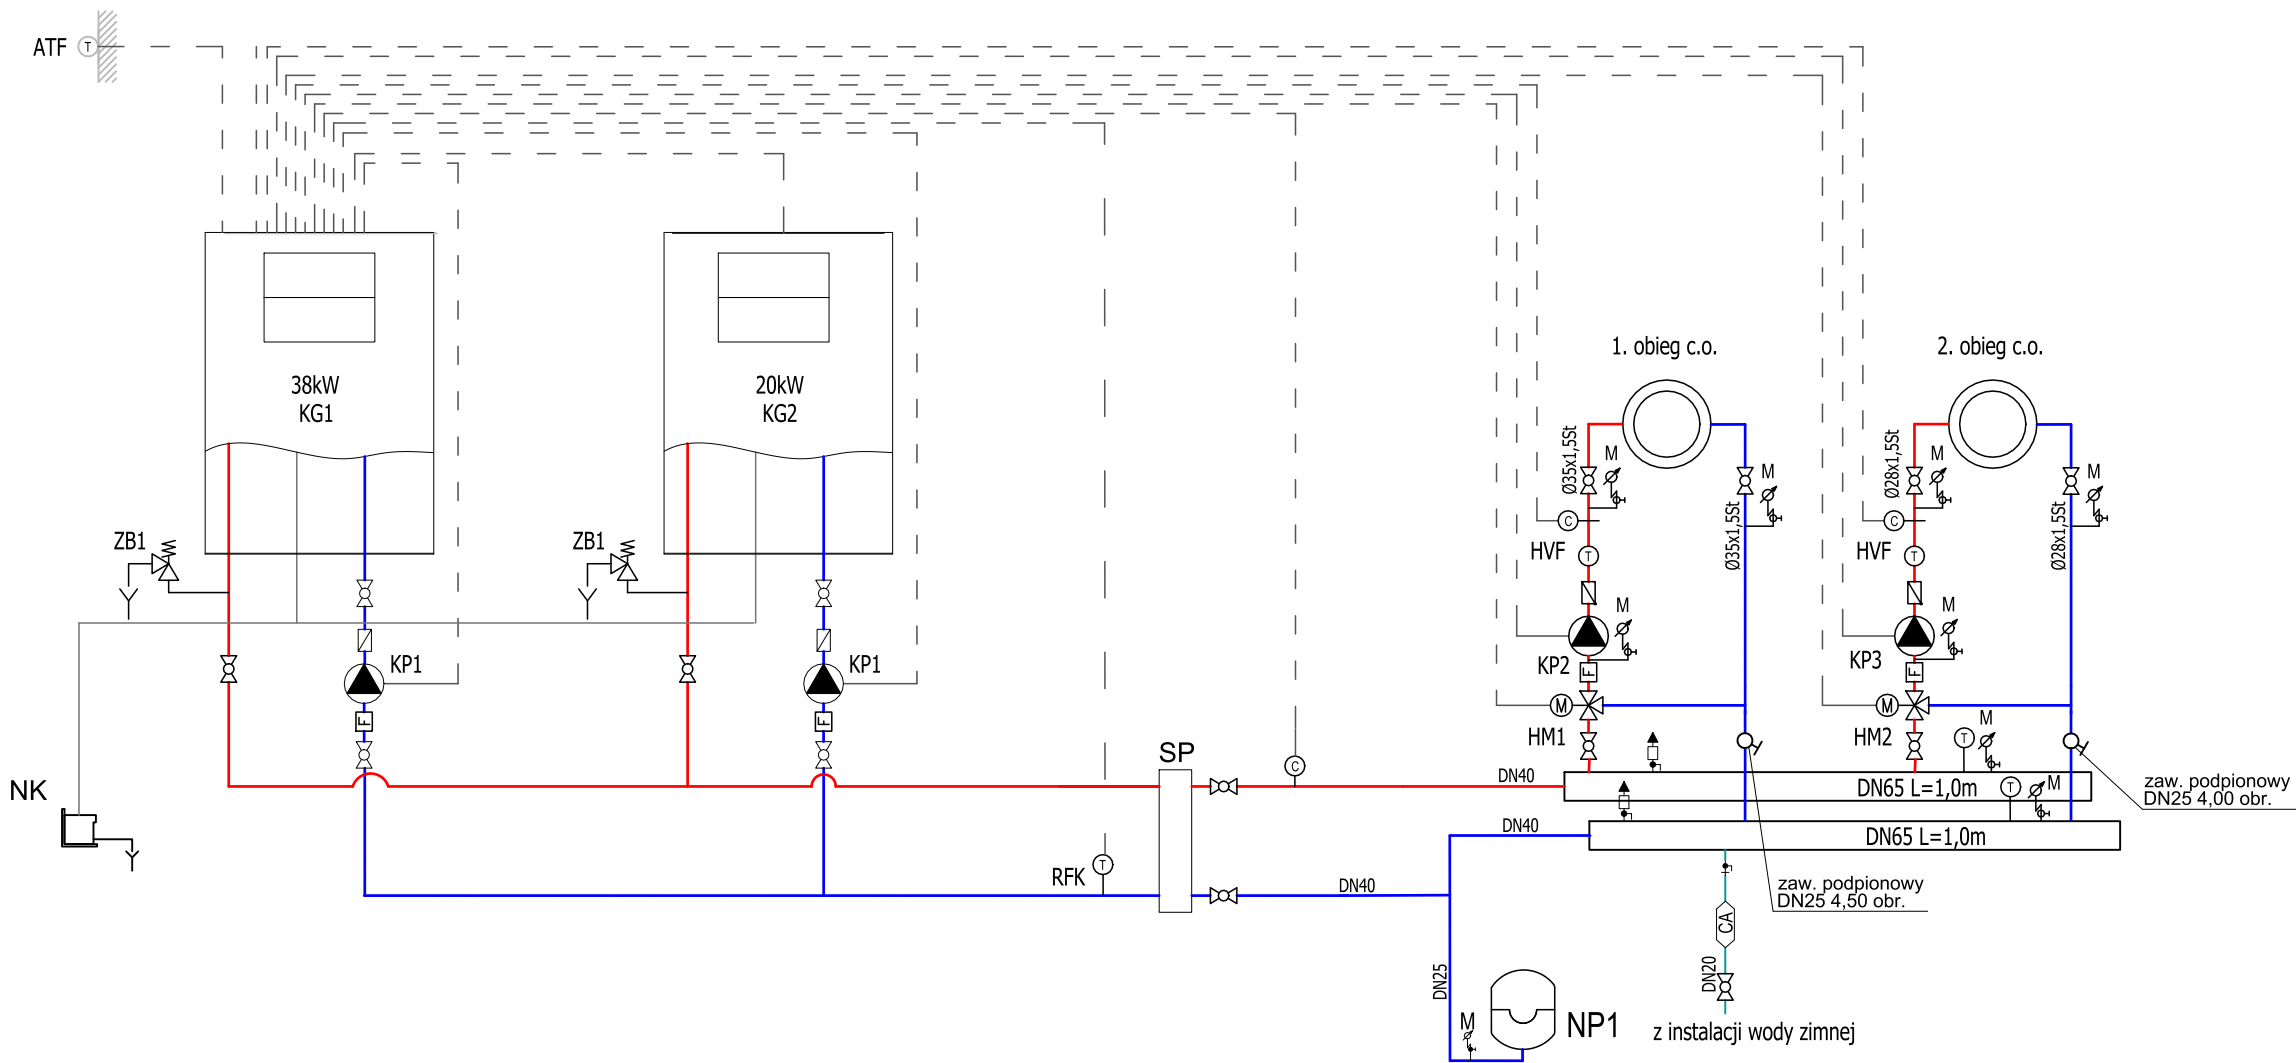 ATF
T
1. obieg c.o.
2. obieg c.o.
38kW
KG1
20kW
KG2
Ø35x1,5St
M
M
Ø28x1,5St
M
M
C
C
ZB1
ZB1
HVF
T
Ø35x1,5St
HVF
T
Ø28x1,5St
M
M
KP1
KP1
KP2
F
KP3
F
F
F
M
M
HM1
HM2
T
M
SP
C
NK
DN40
DN65 L=1,0m
T
M
zaw. podpionowy
DN25 4,00 obr.
DN40
DN65 L=1,0m
RFK
T
DN40
zaw. podpionowy
DN25 4,50 obr.
CA
DN25
DN20
M
NP1
z instalacji wody zimnej